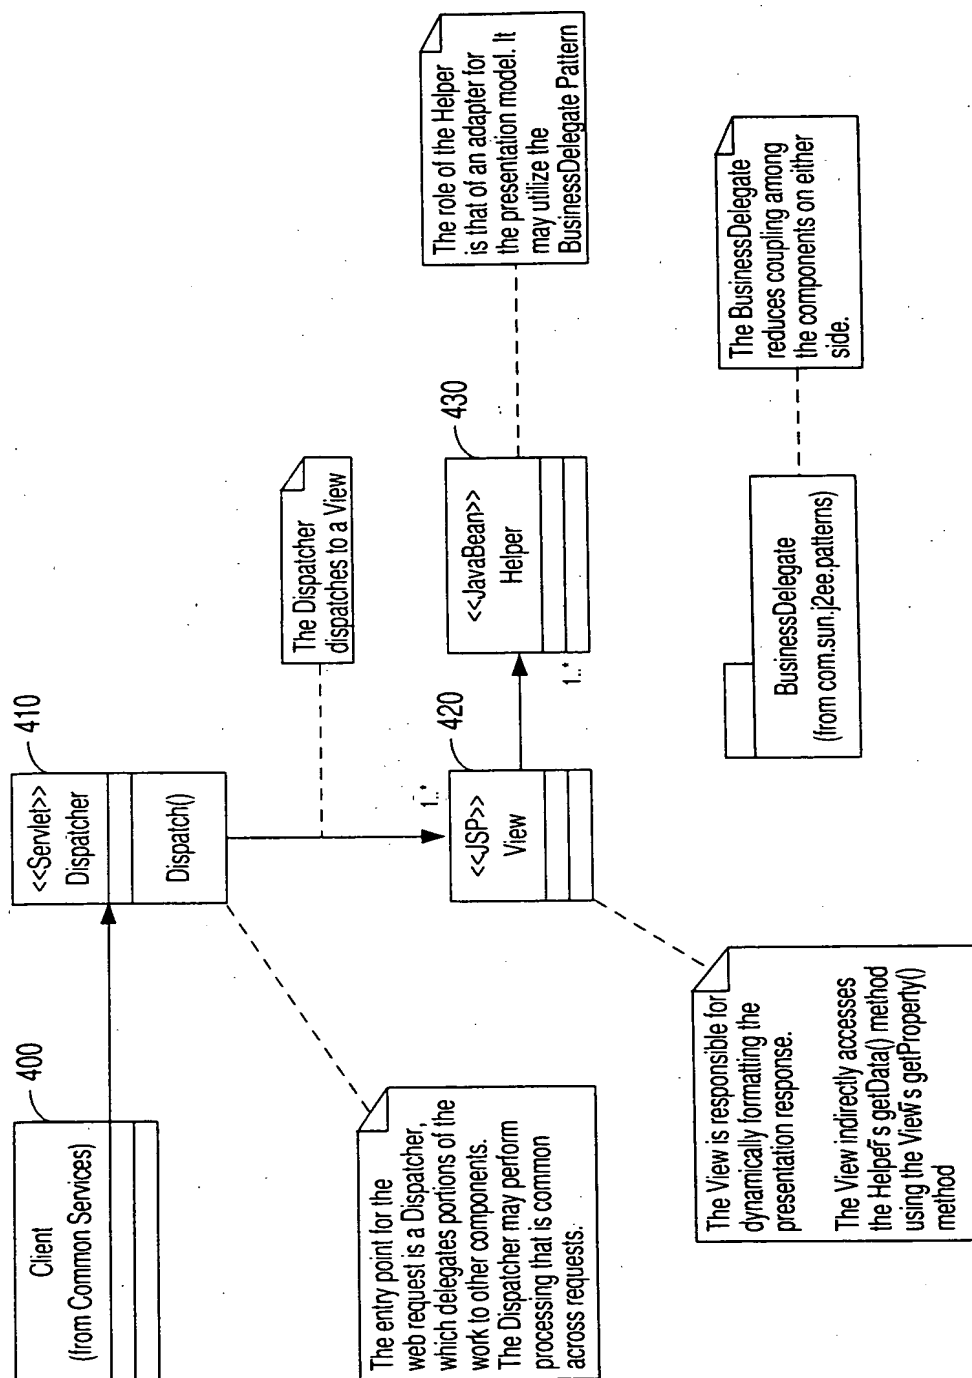 Client
(from Common Services)
400
<<Servlet>>
Dispatcher
Dispatch()
410
The entry point for the
web request is a Dispatcher,
which delegates portions of the
work to other components.
The Dispatcher may perform
processing that is common
across requests.
The Dispatcher
dispatches to a View
1..*
<<JSP>>
View
420
1..*
<<JavaBean>>
Helper
430
The role of the Helper
is that of an adapter for
the presentation model. It
may utilize the
BusinessDelegate Pattern
The View is responsible for
dynamically formatting the
presentation response.
The View indirectly accesses
the Helper's getData() method
using the View's getProperty()
method
BusinessDelegate
(from com.sun.j2ee.patterns)
The BusinessDelegate
reduces coupling among
the components on either
side.